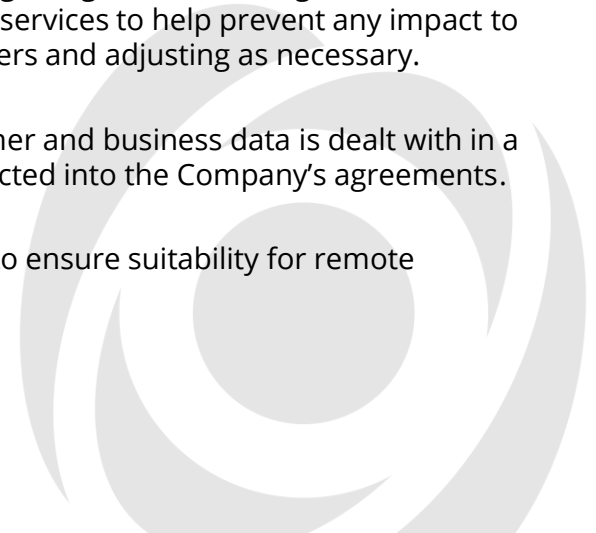 services to help prevent any impact to
ers and adjusting as necessary.
ner and business data is dealt with in a
cted into the Company's agreements.
o ensure suitability for remote